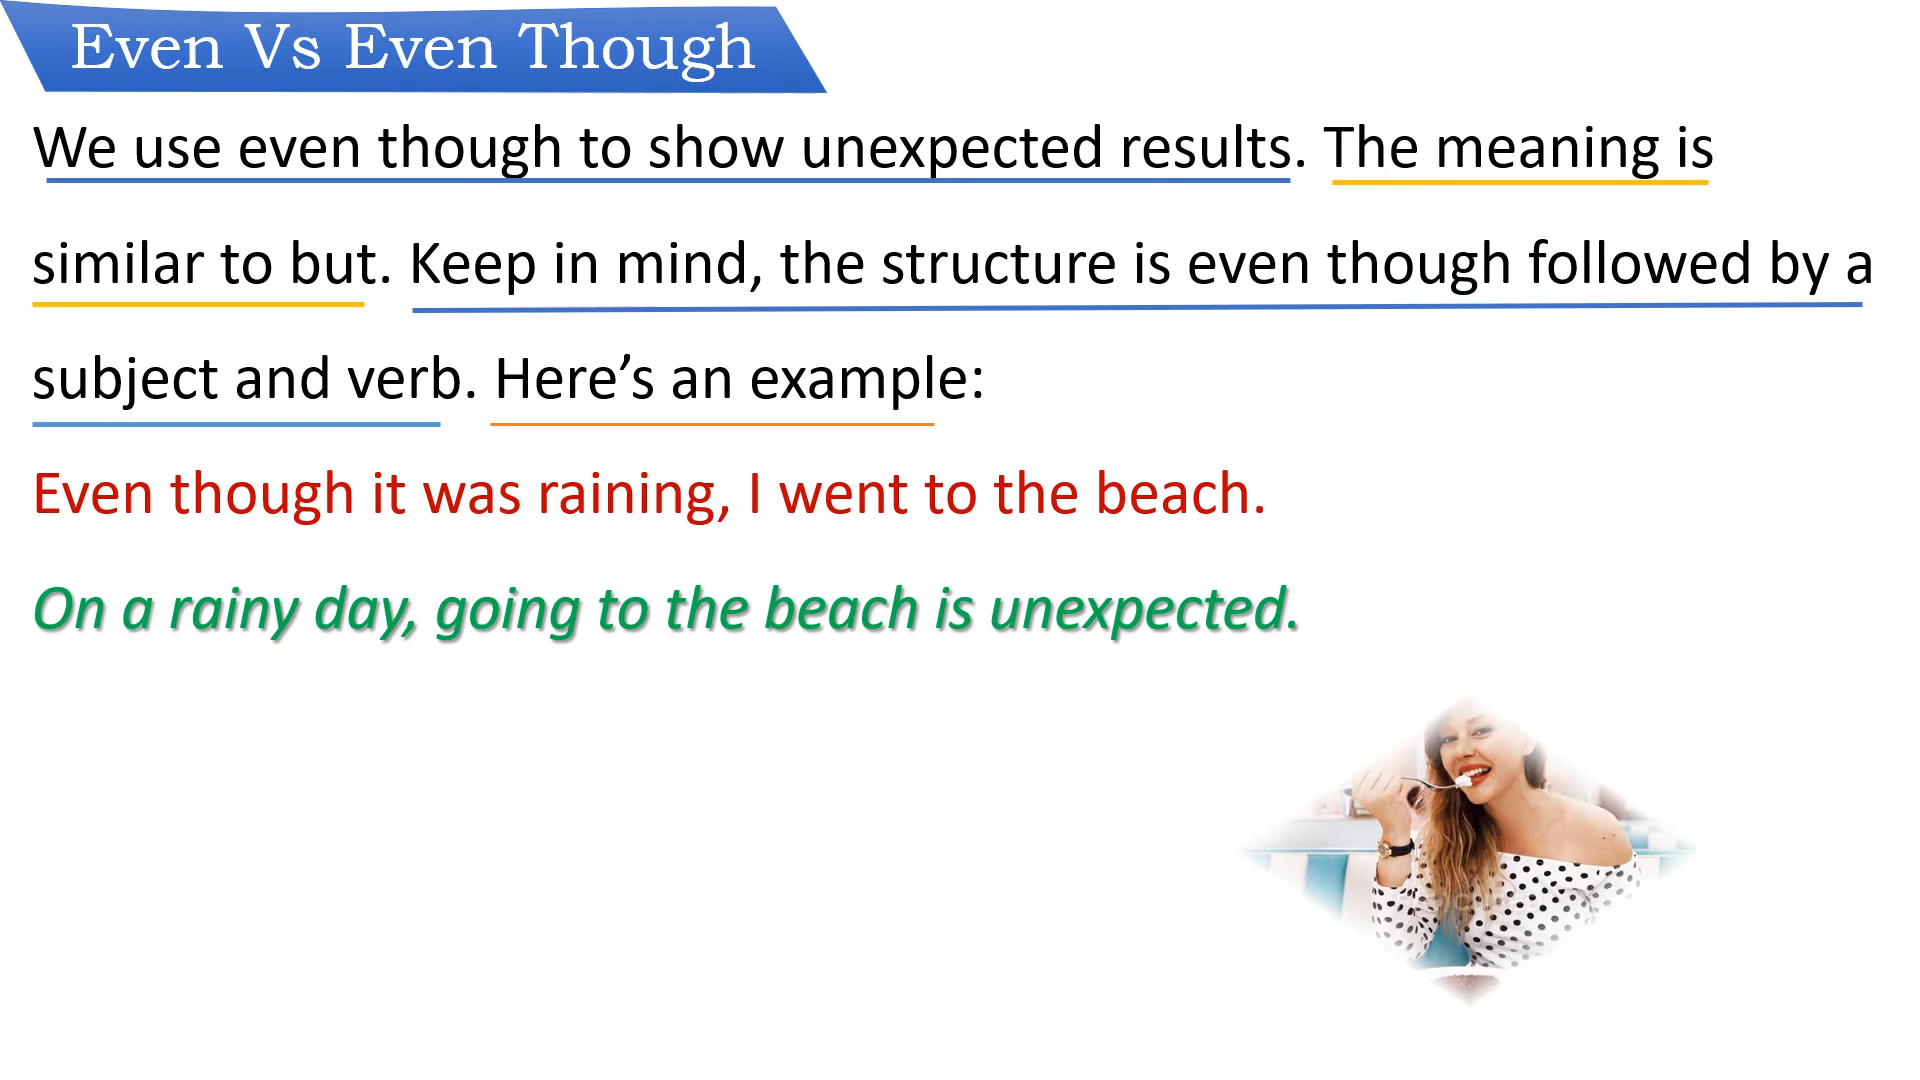 Even Vs Even Though
We use even though to show unexpected results. The meaning is
similar to but. Keep in mind, the structure is even though followed by a
subject and verb. Here’s an example:
Even though it was raining, I went to the beach.
On a rainy day, going to the beach is unexpected.